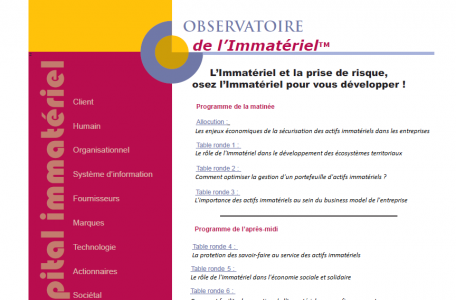 OBSERVATOIRE
de l'Immatériel™
L'Immatériel et la prise de risque,
osez l'Immatériel pour vous développer !
Programme de la matinée
Allocution :
Les enjeux économiques de la sécurisation des actifs immatériels dans les entreprises
Table ronde 1 :
Le rôle de l'Immatériel dans le développement des écosystèmes territoriaux
Table ronde 2 :
Comment optimiser la gestion d'un portefeuille d'actifs immatériels ?
Table ronde 3 :
L'importance des actifs immatériels au sein du business model de l'entreprise
Programme de l'après-midi
Table ronde 4 :
La protetion des savoir-faire au service des actifs immatériels
Table ronde 5 :
Le rôle de l'Immatériel dans l'économie sociale et solidaire
Table ronde 6 :
pital immatériel
Client
Humain
Organisationnel
Système d'information
Fournisseurs
Marques
Technologie
Actionnaires
Sociétal